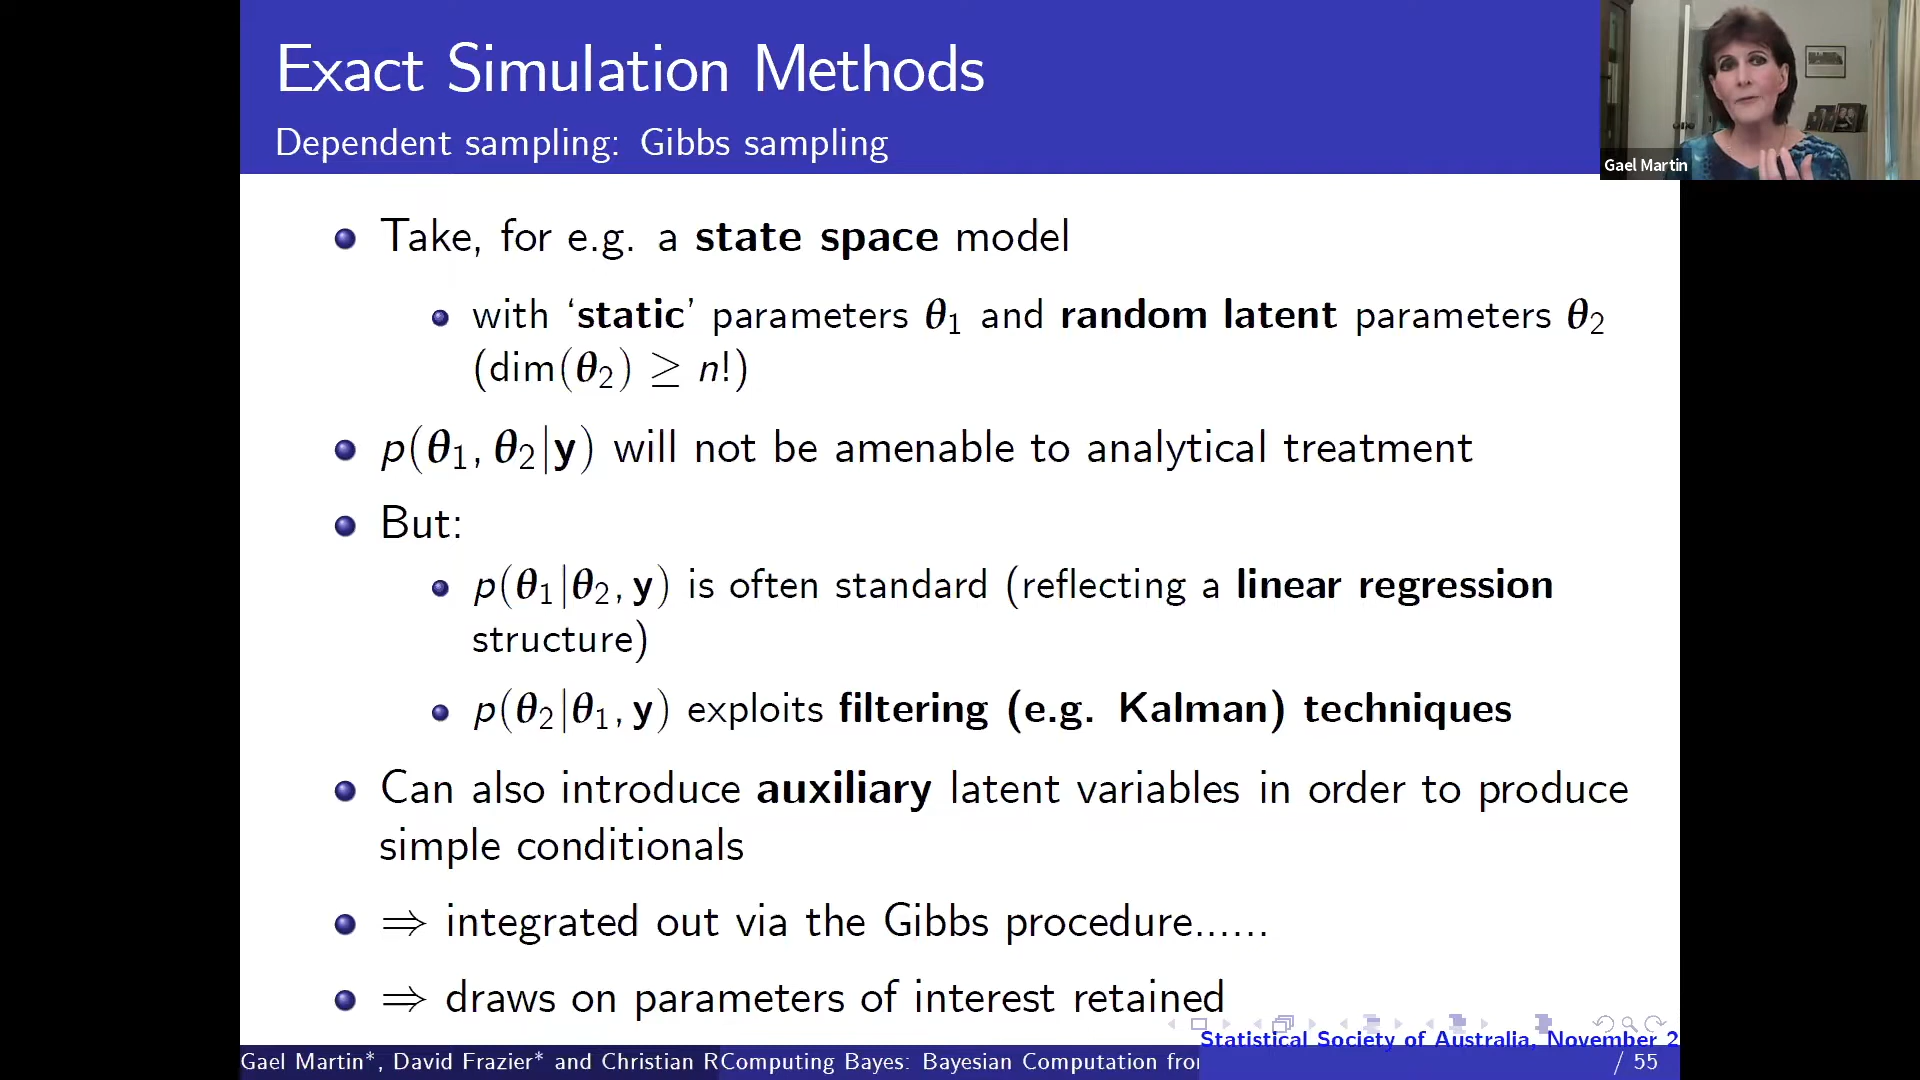 Exact Simulation Methods
Dependent sampling: Gibbs sampling
Gael Martin
Take, for e.g. a state space model
with ‘static’ parameters θ₁ and random latent parameters θ₂
(dim(θ₂) ≥ n!)
p(θ₁, θ₂|y) will not be amenable to analytical treatment
But:
p(θ₁|θ₂, y) is often standard (reflecting a linear regression
structure)
p(θ₂|θ₁, y) exploits filtering (e.g. Kalman) techniques
Can also introduce auxiliary latent variables in order to produce
simple conditionals
⇒ integrated out via the Gibbs procedure......
⇒ draws on parameters of interest retained
Statistical Society of Australia, November 2
Gael Martin*, David Frazier* and Christian R
Computing Bayes: Bayesian Computation fro
/ 55